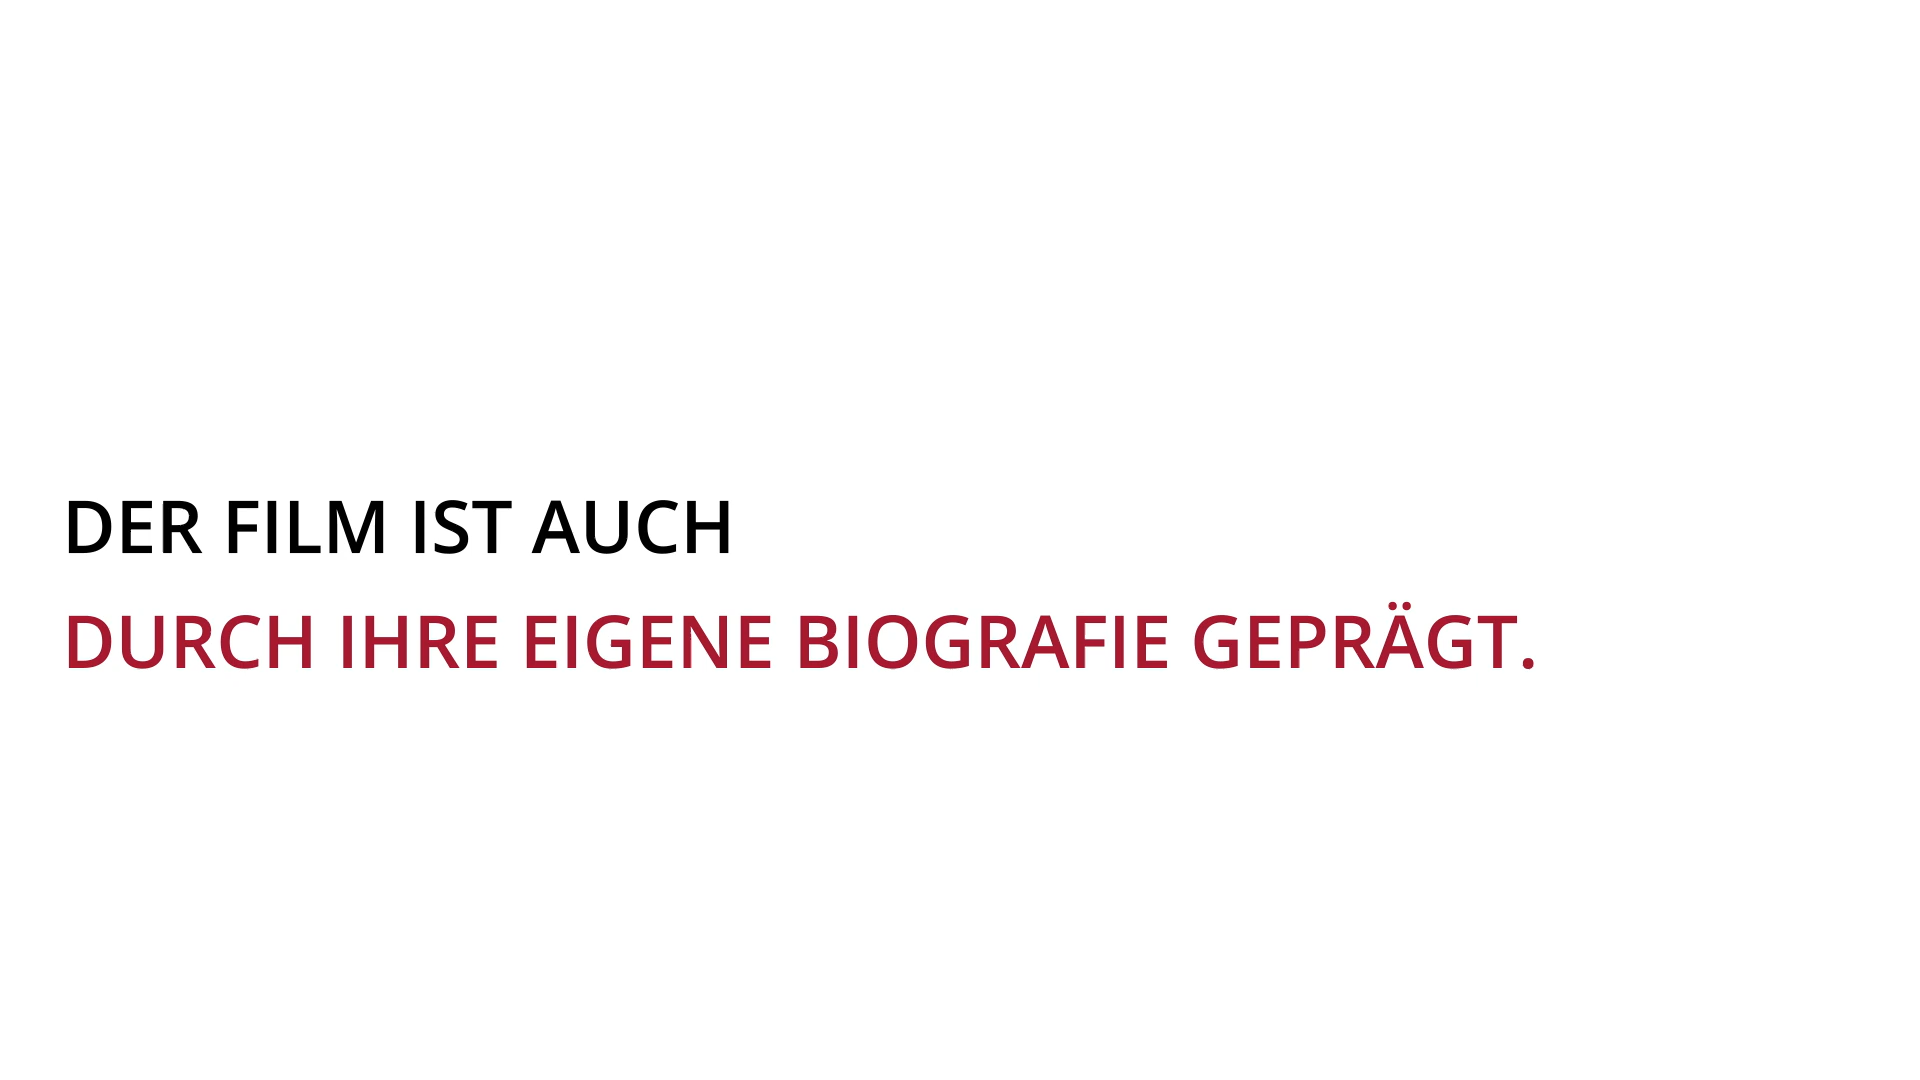 DER FILM IST AUCH
DURCH IHRE EIGENE BIOGRAFIE GEPRÄGT.